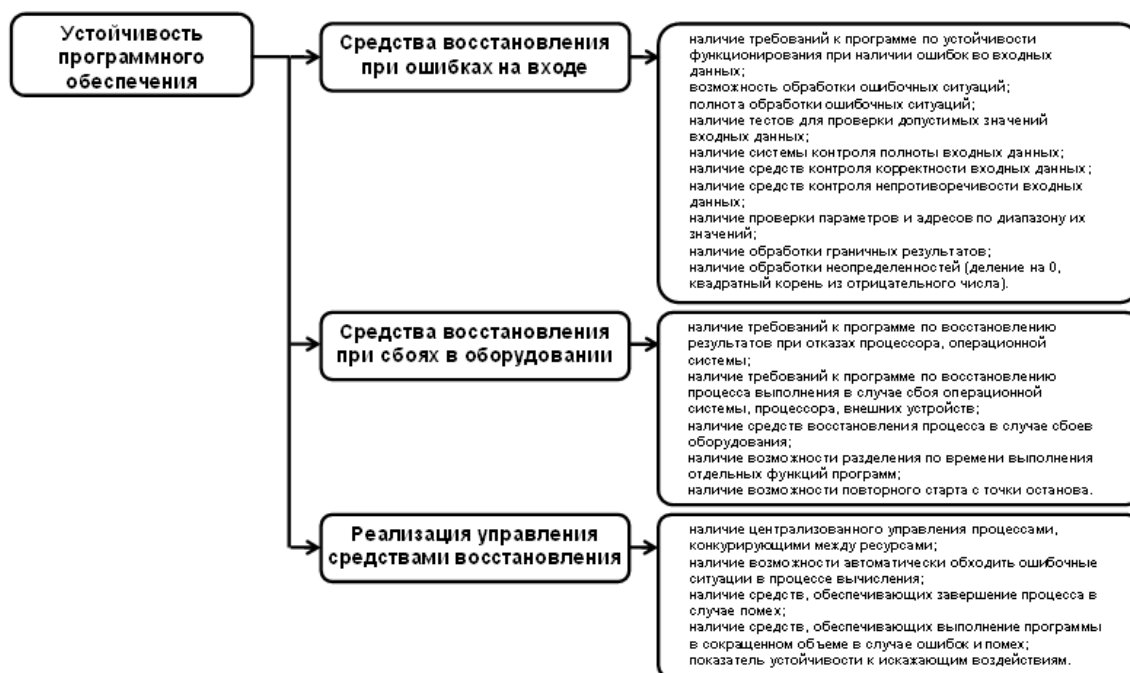 Устойчивость
программного
обеспечения
Средства восстановления
при ошибках на входе
наличие требований к программе по устойчивости
функционирования при наличии ошибок во входных
данных;
возможность обработки ошибочных ситуаций;
полнота обработки ошибочных ситуаций;
наличие тестов для проверки допустимых значений
входных данных;
наличие системы контроля полноты входных данных;
наличие средств контроля корректности входных данных;
наличие средств контроля непротиворечивости входных
данных;
наличие проверки параметров и адресов по диапазону их
значений;
наличие обработки граничных результатов;
наличие обработки неопределенностей (деление на 0,
квадратный корень из отрицательного числа).
Средства восстановления
при сбоях в оборудовании
наличие требований к программе по восстановлению
результатов при отказах процессора, операционной
системы;
наличие требований к программе по восстановлению
процесса выполнения в случае сбоя операционной
системы, процессора, внешних устройств;
наличие средств восстановления процесса в случае сбоев
оборудования;
наличие возможности разделения по времени выполнения
отдельных функций программ;
наличие возможности повторного старта с точки останова.
Реализация управления
средствами восстановления
наличие централизованного управления процессами,
конкурирующими между ресурсами;
наличие возможности автоматически обходить ошибочные
ситуации в процессе вычисления;
наличие средств, обеспечивающих завершение процесса в
случае помех;
наличие средств, обеспечивающих выполнение программы
в сокращенном объеме в случае ошибок и помех;
показатель устойчивости к искажающим воздействиям.